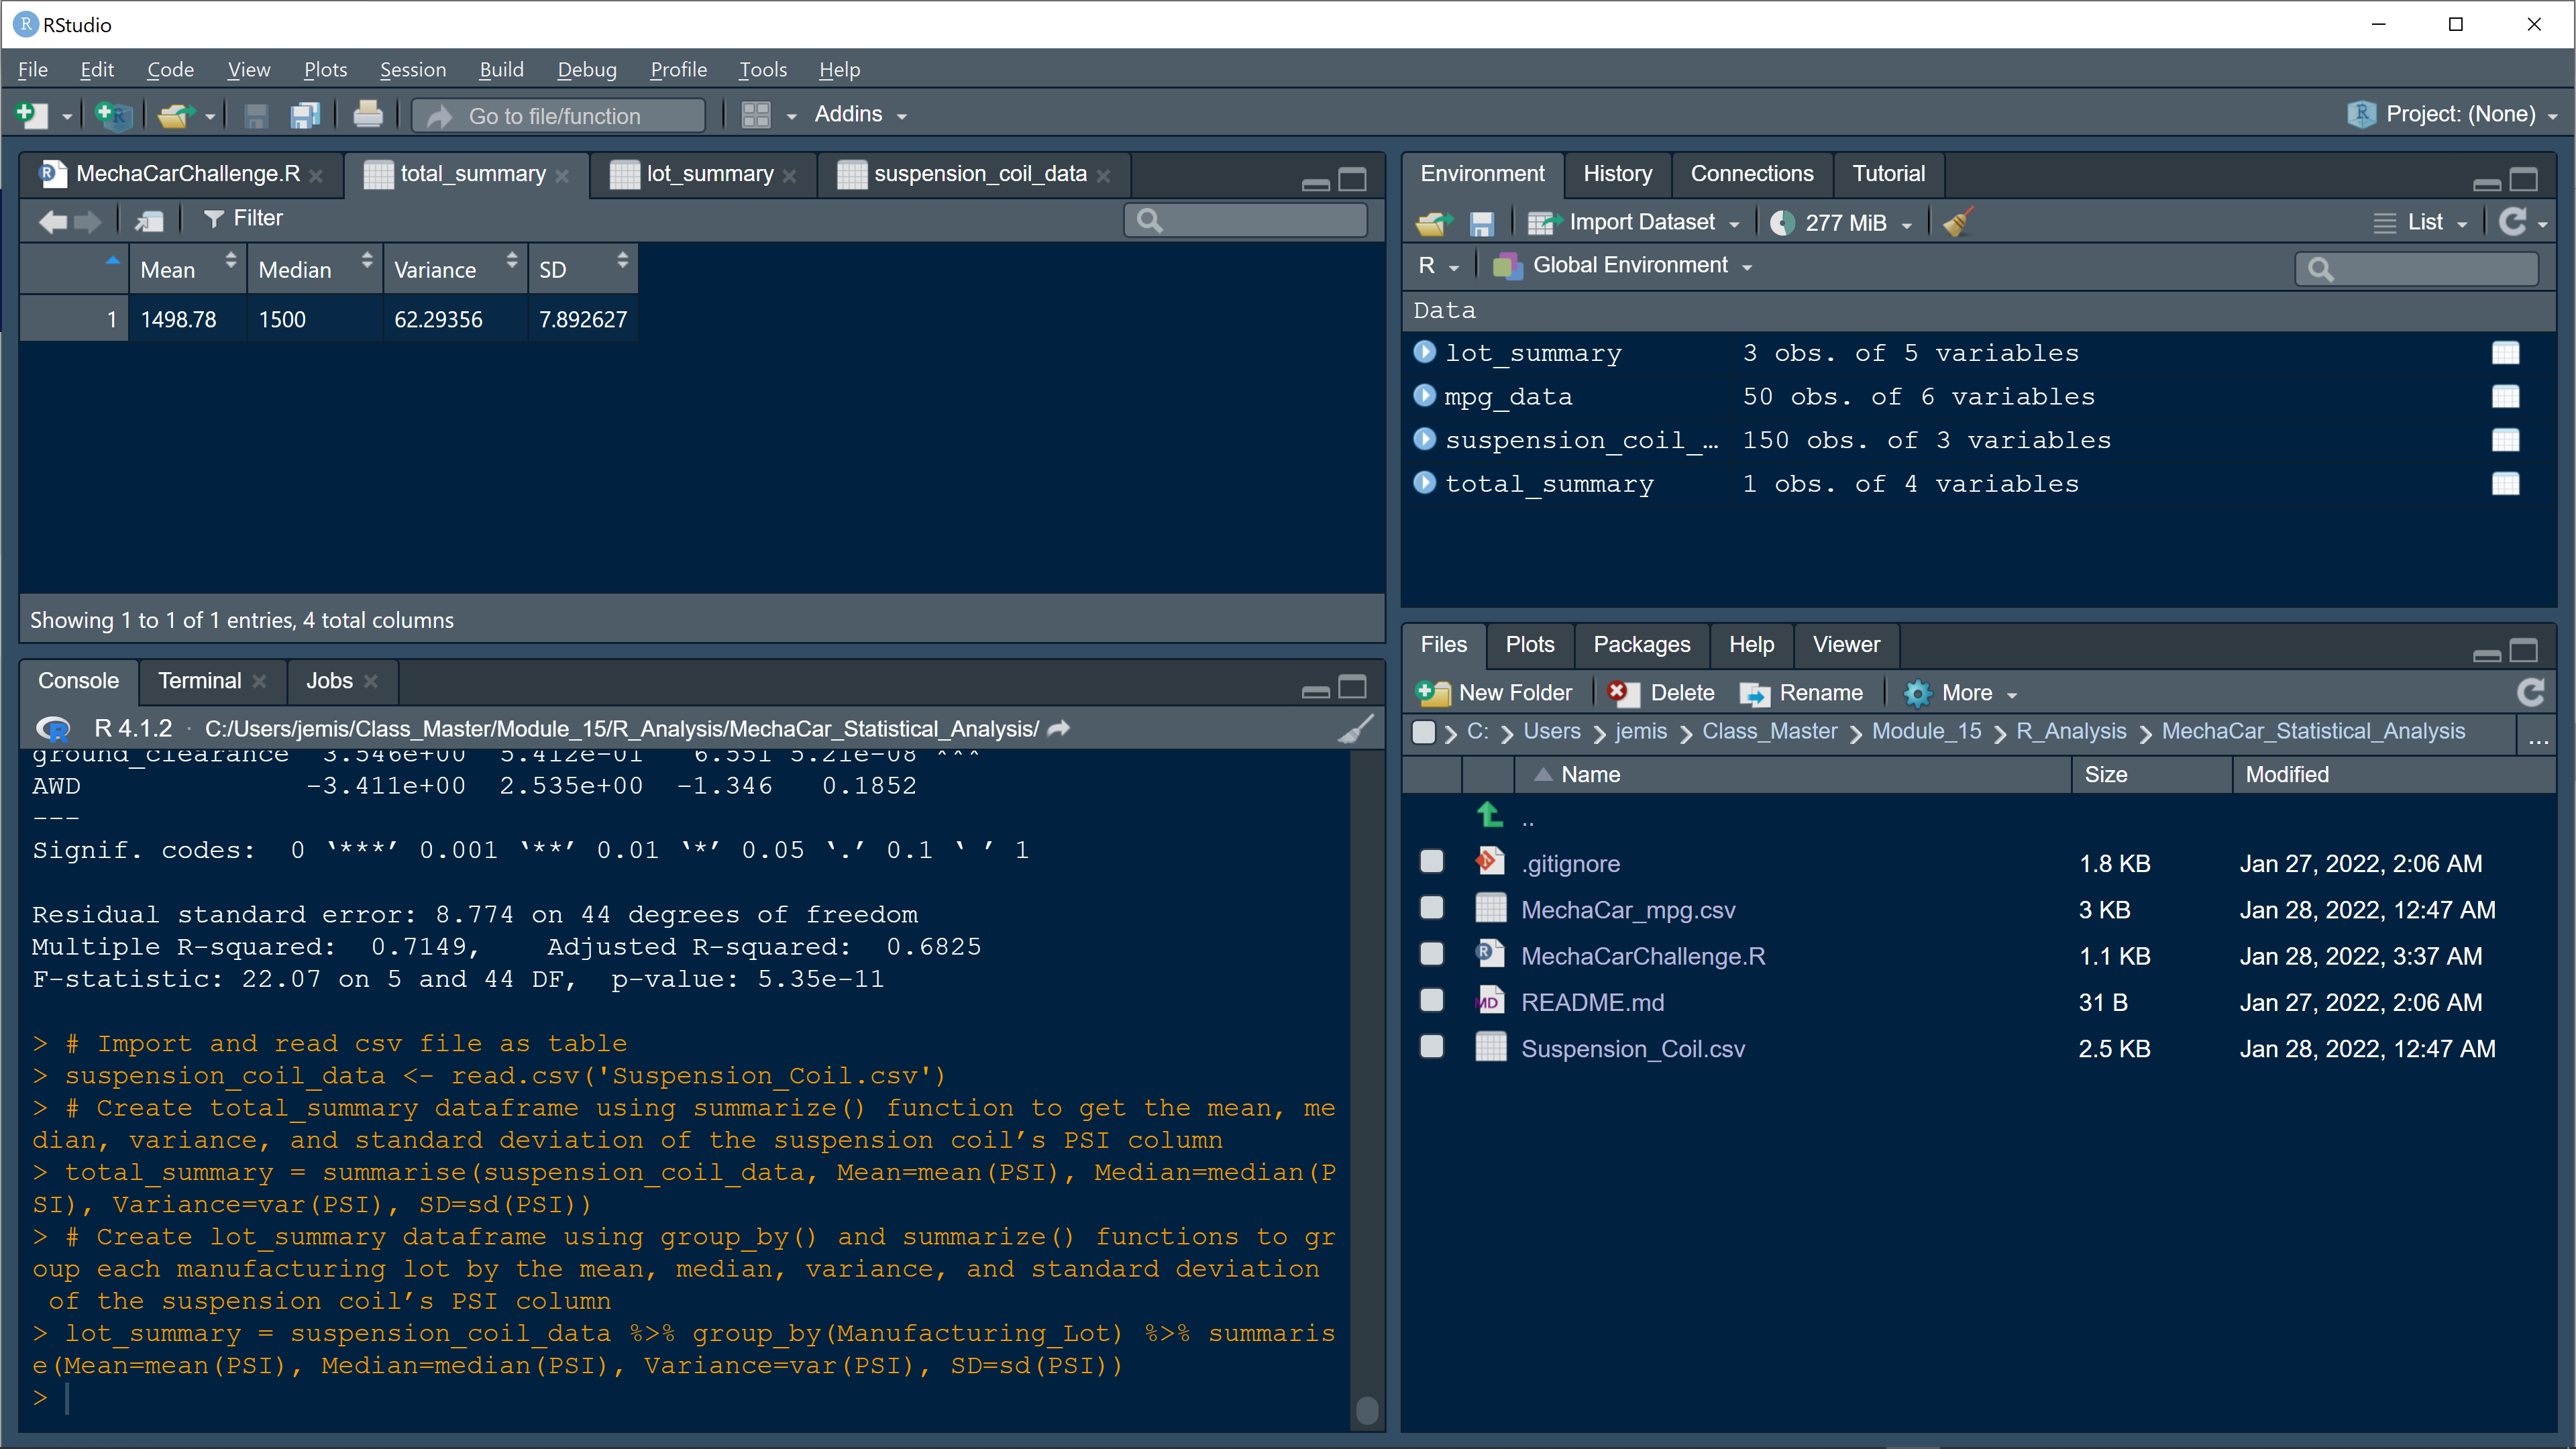 RStudio
File Edit Code View Plots Session Build Debug Profile Tools Help
Go to file/function Addins Project: (None)
MechaCarChallenge.R total_summary lot_summary suspension_coil_data
Filter
Mean Median Variance SD
1 1498.78 1500 62.29356 7.892627
Showing 1 to 1 of 1 entries, 4 total columns
Console Terminal Jobs
R 4.1.2 · C:/Users/jemis/Class_Master/Module_15/R_Analysis/MechaCar_Statistical_Analysis/
ground_clearance 3.546e+00 5.412e-01 6.551 5.21e-08 ***
AWD -3.411e+00 2.535e+00 -1.346 0.1852
---
Signif. codes: 0 ‘***’ 0.001 ‘**’ 0.01 ‘*’ 0.05 ‘.’ 0.1 ‘ ’ 1
Residual standard error: 8.774 on 44 degrees of freedom
Multiple R-squared: 0.7149, Adjusted R-squared: 0.6825
F-statistic: 22.07 on 5 and 44 DF, p-value: 5.35e-11
> # Import and read csv file as table
> suspension_coil_data <- read.csv('Suspension_Coil.csv')
> # Create total_summary dataframe using summarize() function to get the mean, me
dian, variance, and standard deviation of the suspension coil’s PSI column
> total_summary = summarise(suspension_coil_data, Mean=mean(PSI), Median=median(P
SI), Variance=var(PSI), SD=sd(PSI))
> # Create lot_summary dataframe using group_by() and summarize() functions to gr
oup each manufacturing lot by the mean, median, variance, and standard deviation
of the suspension coil’s PSI column
> lot_summary = suspension_coil_data %>% group_by(Manufacturing_Lot) %>% summaris
e(Mean=mean(PSI), Median=median(PSI), Variance=var(PSI), SD=sd(PSI))
>
Environment History Connections Tutorial
Import Dataset 277 MiB List
R Global Environment
Data
lot_summary 3 obs. of 5 variables
mpg_data 50 obs. of 6 variables
suspension_coil_… 150 obs. of 3 variables
total_summary 1 obs. of 4 variables
Files Plots Packages Help Viewer
New Folder Delete Rename More
C: Users jemis Class_Master Module_15 R_Analysis MechaCar_Statistical_Analysis ...
Name Size Modified
..
.gitignore 1.8 KB Jan 27, 2022, 2:06 AM
MechaCar_mpg.csv 3 KB Jan 28, 2022, 12:47 AM
MechaCarChallenge.R 1.1 KB Jan 28, 2022, 3:37 AM
README.md 31 B Jan 27, 2022, 2:06 AM
Suspension_Coil.csv 2.5 KB Jan 28, 2022, 12:47 AM